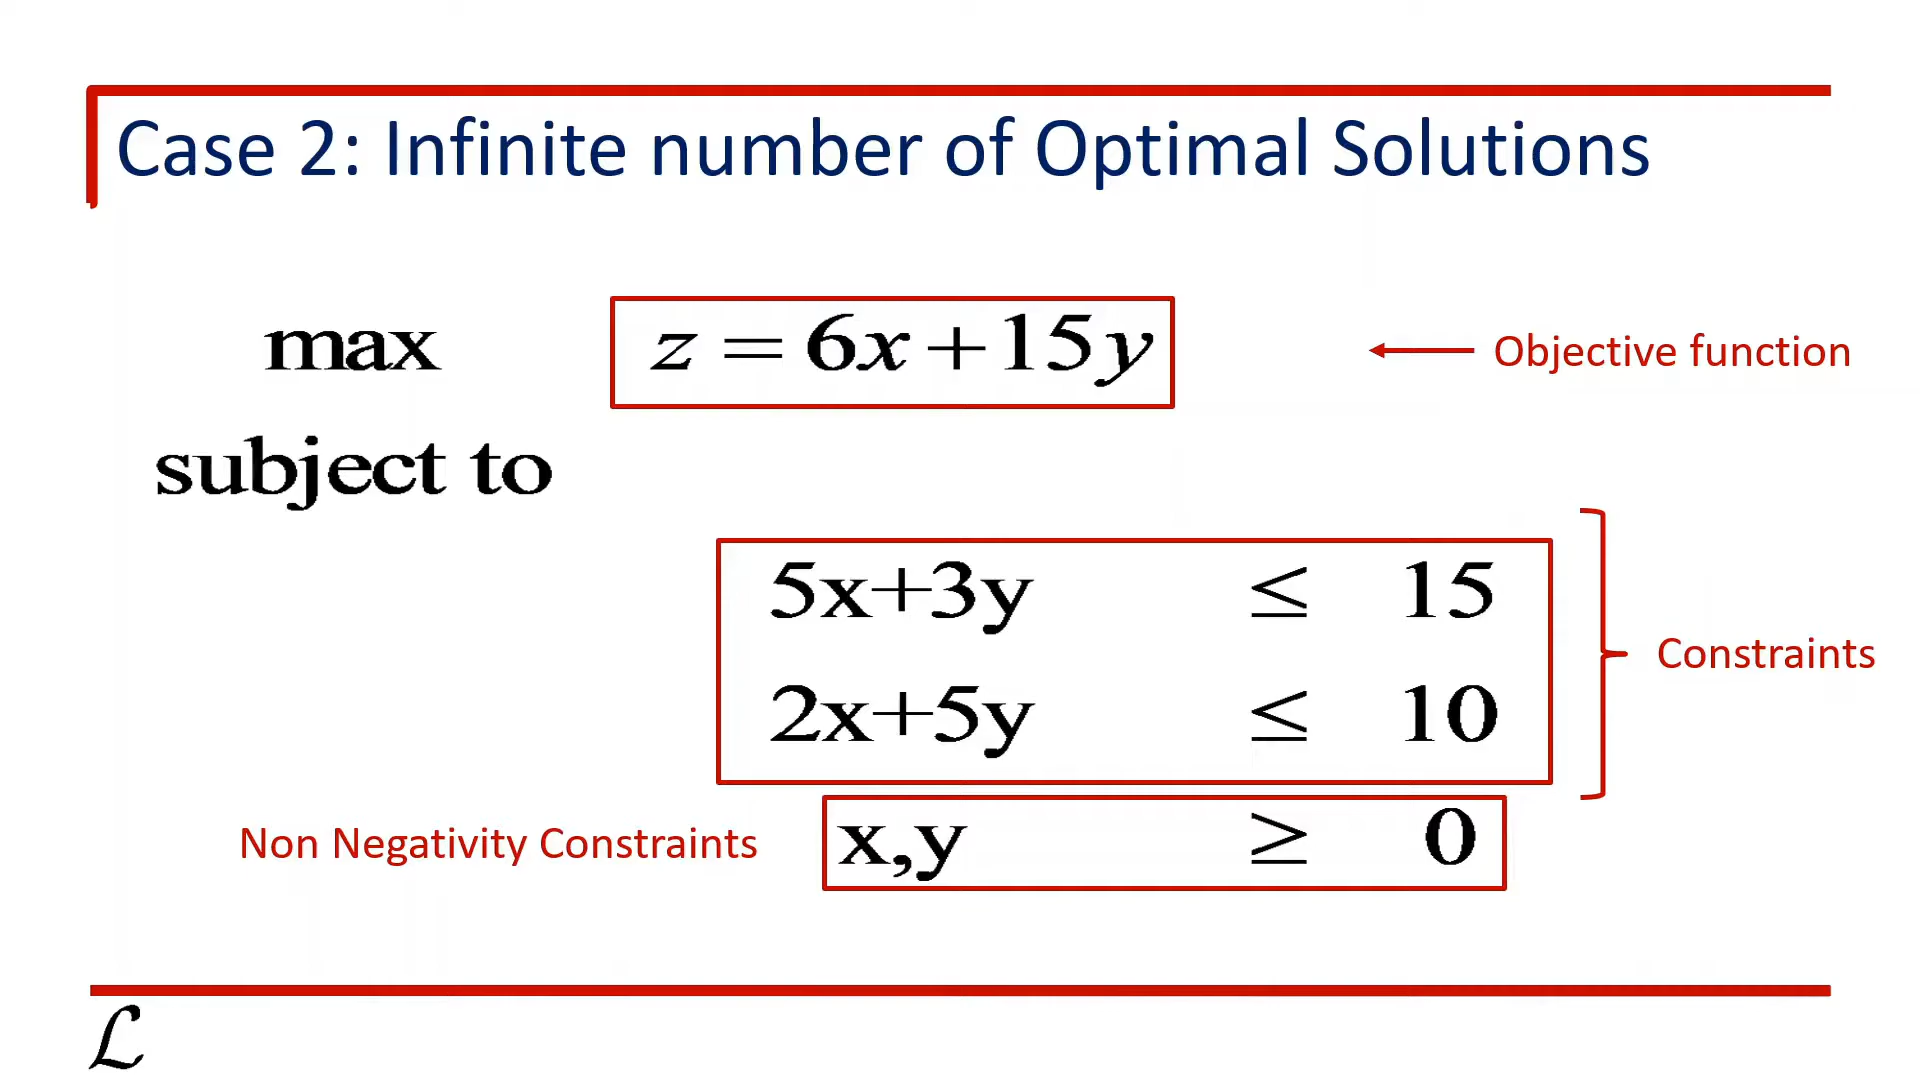 Case 2: Infinite number of Optimal Solutions
max z = 6x + 15y ← Objective function
subject to
5x+3y ≤ 15
2x+5y ≤ 10
Constraints
Non Negativity Constraints x,y ≥ 0
ℒ